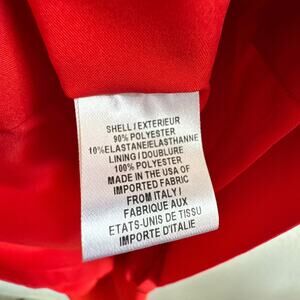 SHELL / EXTERIEUR
90% POLYESTER
10%ELASTANE/ELASTHANNE
LINING / DOUBLURE
100% POLYESTER
MADE IN THE USA OF
IMPORTED FABRIC
FROM ITALY /
FABRIQUE AUX
ETATS-UNIS DE TISSU
IMPORTE D'ITALIE